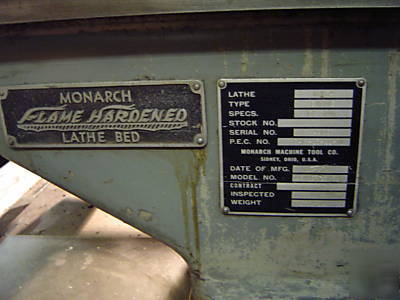 MONARCH
FLAME HARDENED
LATHE BED
LATHE
TYPE
SPECS.
STOCK NO.
SERIAL NO.
P.E.C. NO.
MONARCH MACHINE TOOL CO.
SIDNEY, OHIO, U.S.A.
DATE OF MFG.
MODEL NO.
CONTRACT
INSPECTED
WEIGHT